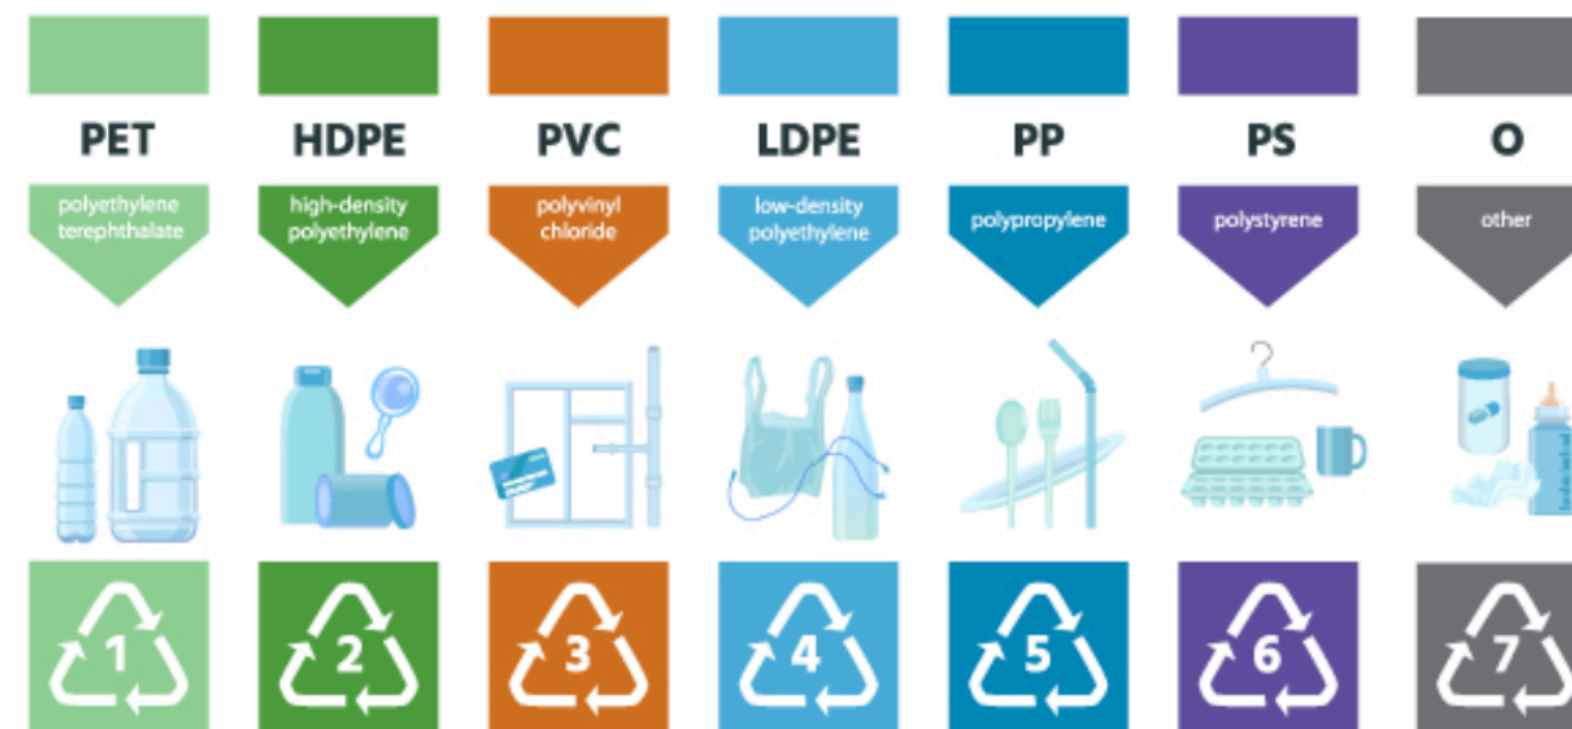 PET
HDPE
PVC
LDPE
PP
PS
O
polyethylene
terephthalate
high-density
polyethylene
polyvinyl
chloride
low-density
polyethylene
polypropylene
polystyrene
other
1
2
3
4
5
6
7